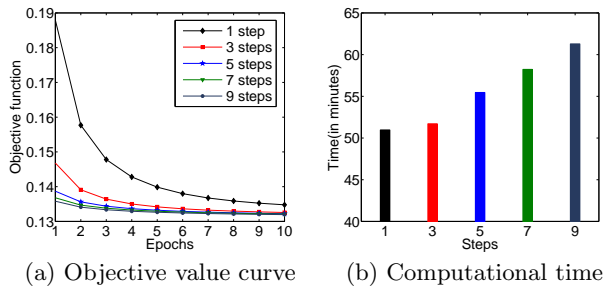 0.19
0.18
0.17
0.16
0.15
0.14
0.13
Objective function
1 2 3 4 5 6 7 8 9 10
Epochs
1 step
3 steps
5 steps
7 steps
9 steps
(a) Objective value curve
65
60
55
50
45
40
Time(in minutes)
1 3 5 7 9
Steps
(b) Computational time